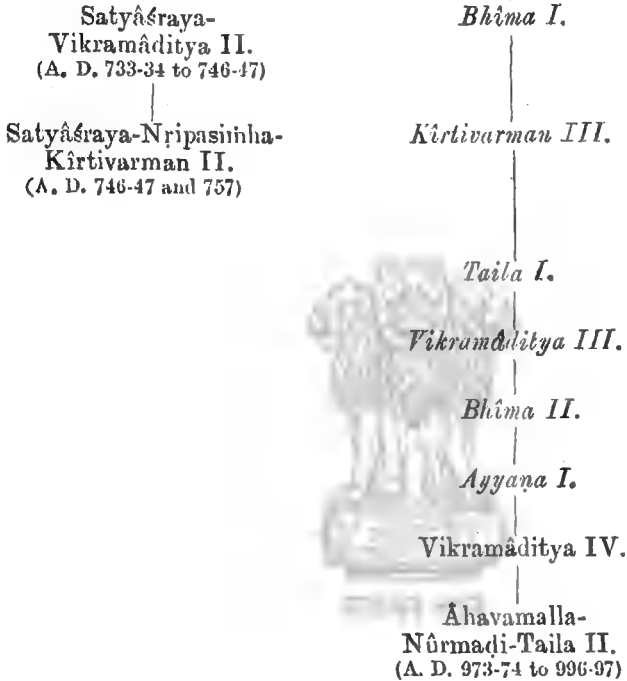 Satyâśraya-
Vikramâditya II.
(A. D. 733-34 to 746-47)
Satyâśraya-Nṛipasiṁha-
Kîrtivarman II.
(A. D. 746-47 and 757)
Bhîma I.
Kîrtivarman III.
Taila I.
Vikramâditya III.
Bhîma II.
Ayyaṇa I.
Vikramâditya IV.
Âhavamalla-
Nûrmaḍi-Taila II.
(A. D. 973-74 to 996-97)